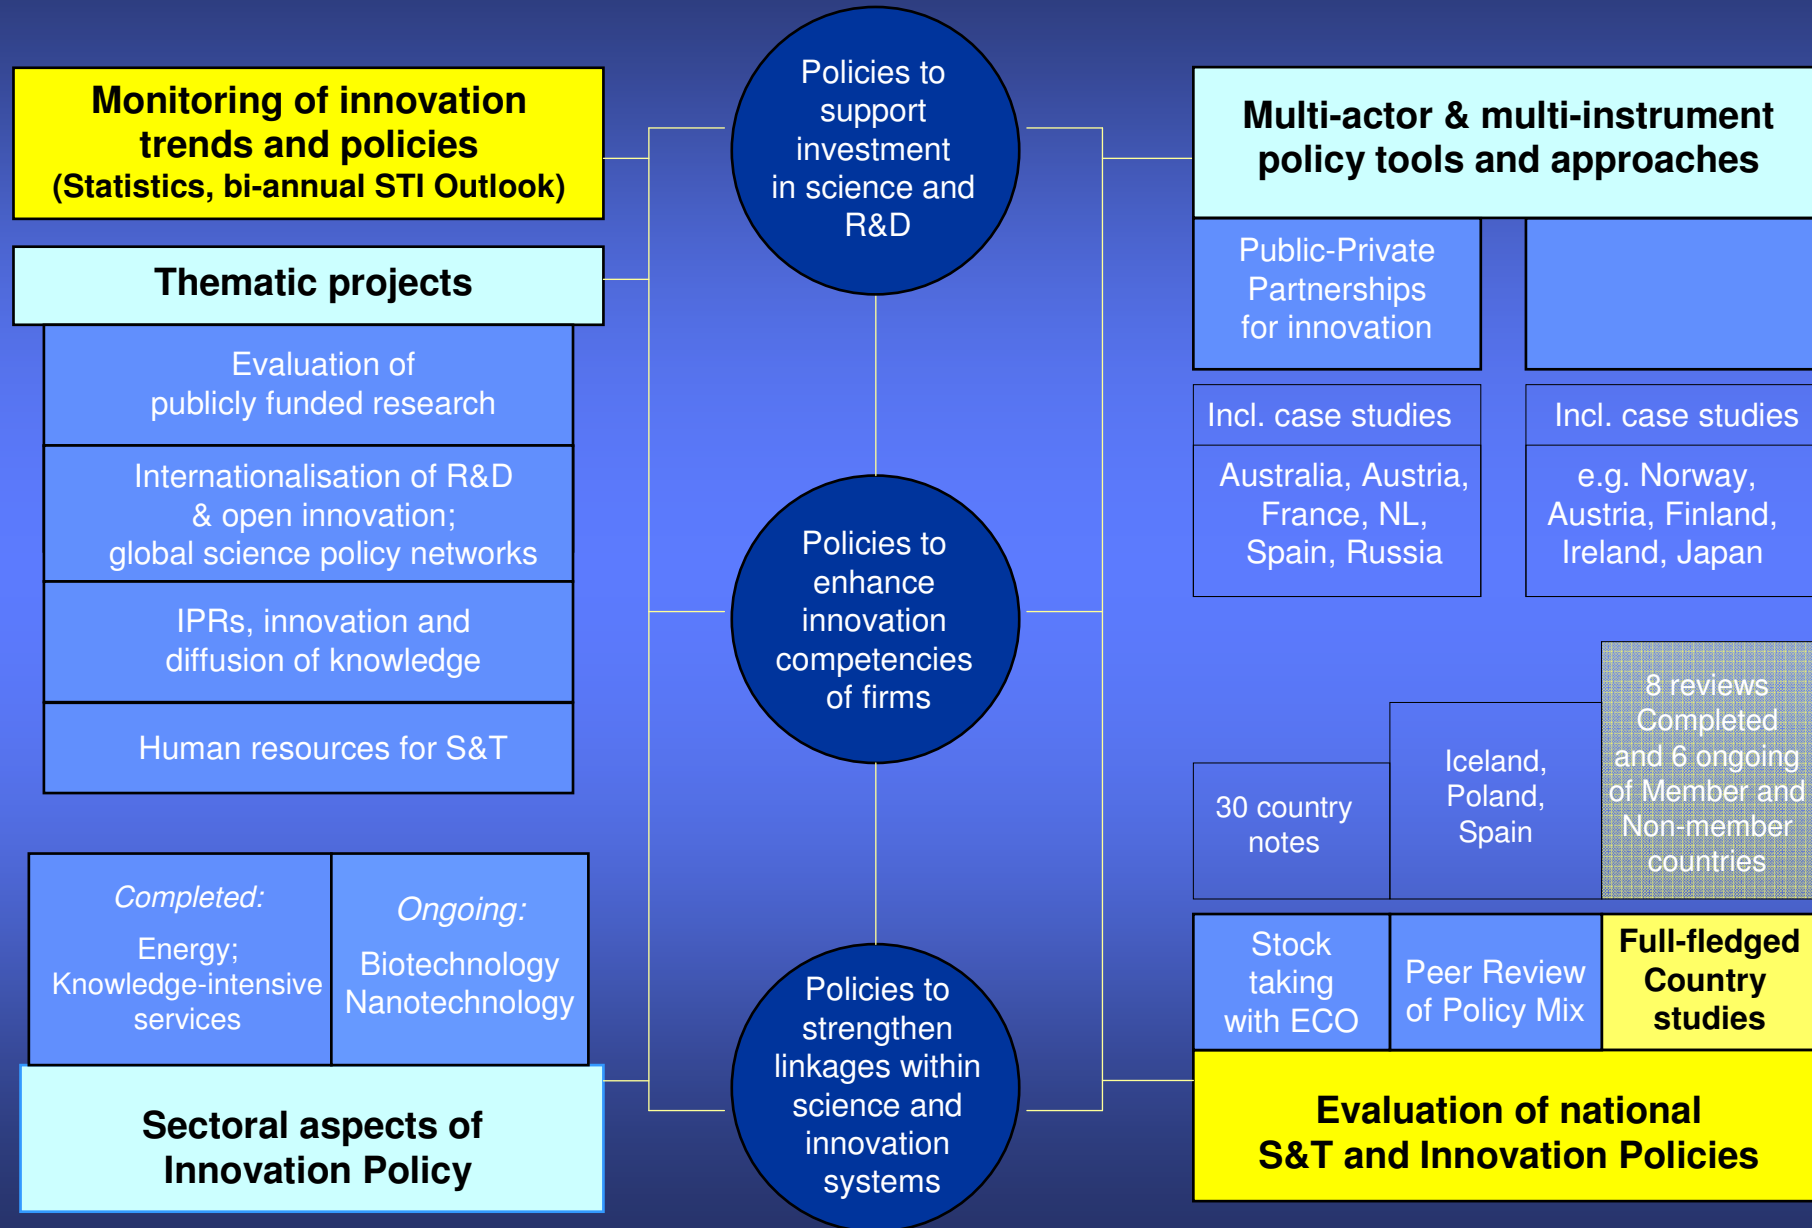 Monitoring of innovation
trends and policies
(Statistics, bi-annual STI Outlook)
Thematic projects
Evaluation of
publicly funded research
Internationalisation of R&D
& open innovation;
global science policy networks
IPRs, innovation and
diffusion of knowledge
Human resources for S&T
Completed:
Energy;
Knowledge-intensive
services
Ongoing:
Biotechnology
Nanotechnology
Sectoral aspects of
Innovation Policy
Policies to
support
investment
in science and
R&D
Policies to
enhance
innovation
competencies
of firms
Policies to
strengthen
linkages within
science and
innovation
systems
Multi-actor & multi-instrument
policy tools and approaches
Public-Private
Partnerships
for innovation
Incl. case studies
Australia, Austria,
France, NL,
Spain, Russia
Incl. case studies
e.g. Norway,
Austria, Finland,
Ireland, Japan
30 country
notes
Iceland,
Poland,
Spain
8 reviews
Completed
and 6 ongoing
of Member and
Non-member
countries
Stock
taking
with ECO
Peer Review
of Policy Mix
Full-fledged
Country
studies
Evaluation of national
S&T and Innovation Policies